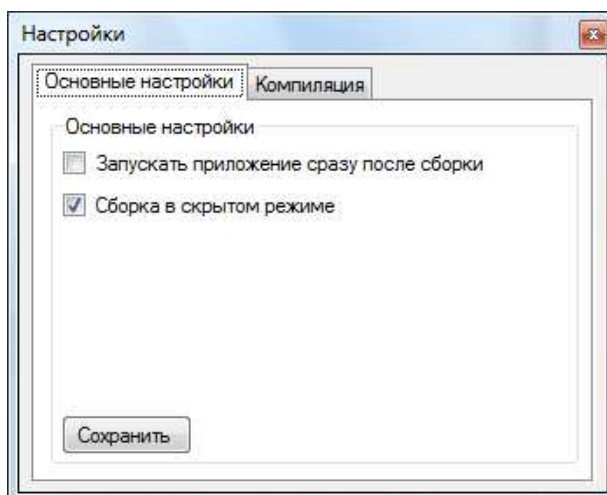 Настройки
Основные настройки Компиляция
Основные настройки
Запускать приложение сразу после сборки
Сборка в скрытом режиме
Сохранить